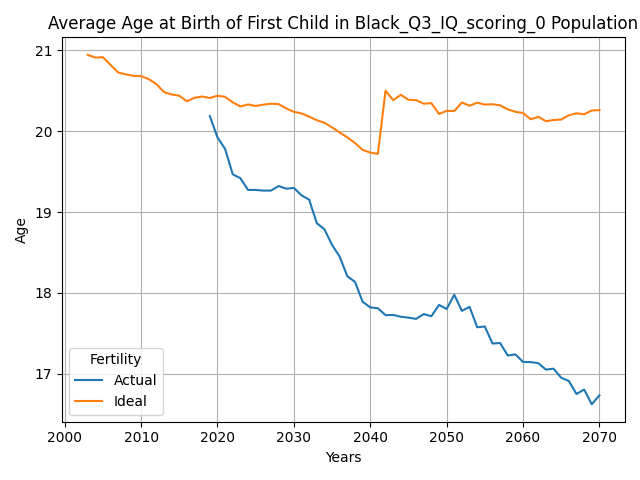 Average Age at Birth of First Child in Black_Q3_IQ_scoring_0 Population
21
20
19
18
17
Age
Fertility
Actual
Ideal
2000 2010 2020 2030 2040 2050 2060 2070
Years